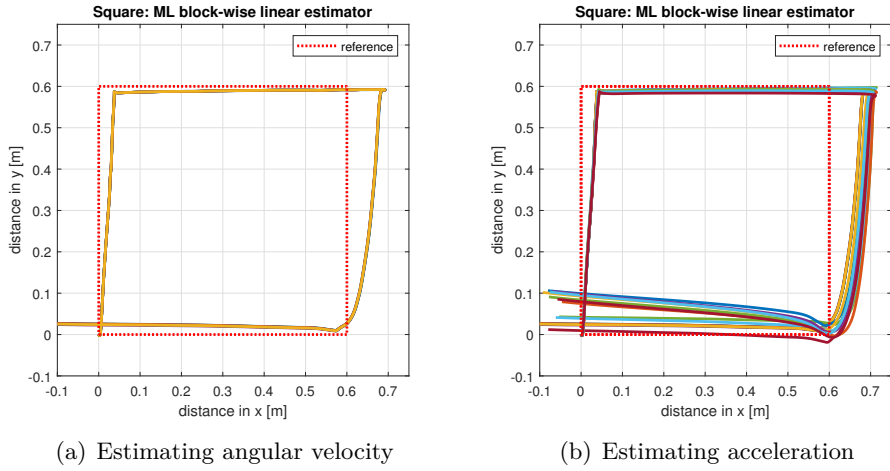 Square: ML block-wise linear estimator
reference
0.7
0.6
0.5
0.4
0.3
0.2
0.1
0
-0.1
distance in y [m]
-0.1 0 0.1 0.2 0.3 0.4 0.5 0.6 0.7
distance in x [m]
(a) Estimating angular velocity
Square: ML block-wise linear estimator
reference
0.7
0.6
0.5
0.4
0.3
0.2
0.1
0
-0.1
distance in y [m]
-0.1 0 0.1 0.2 0.3 0.4 0.5 0.6 0.7
distance in x [m]
(b) Estimating acceleration